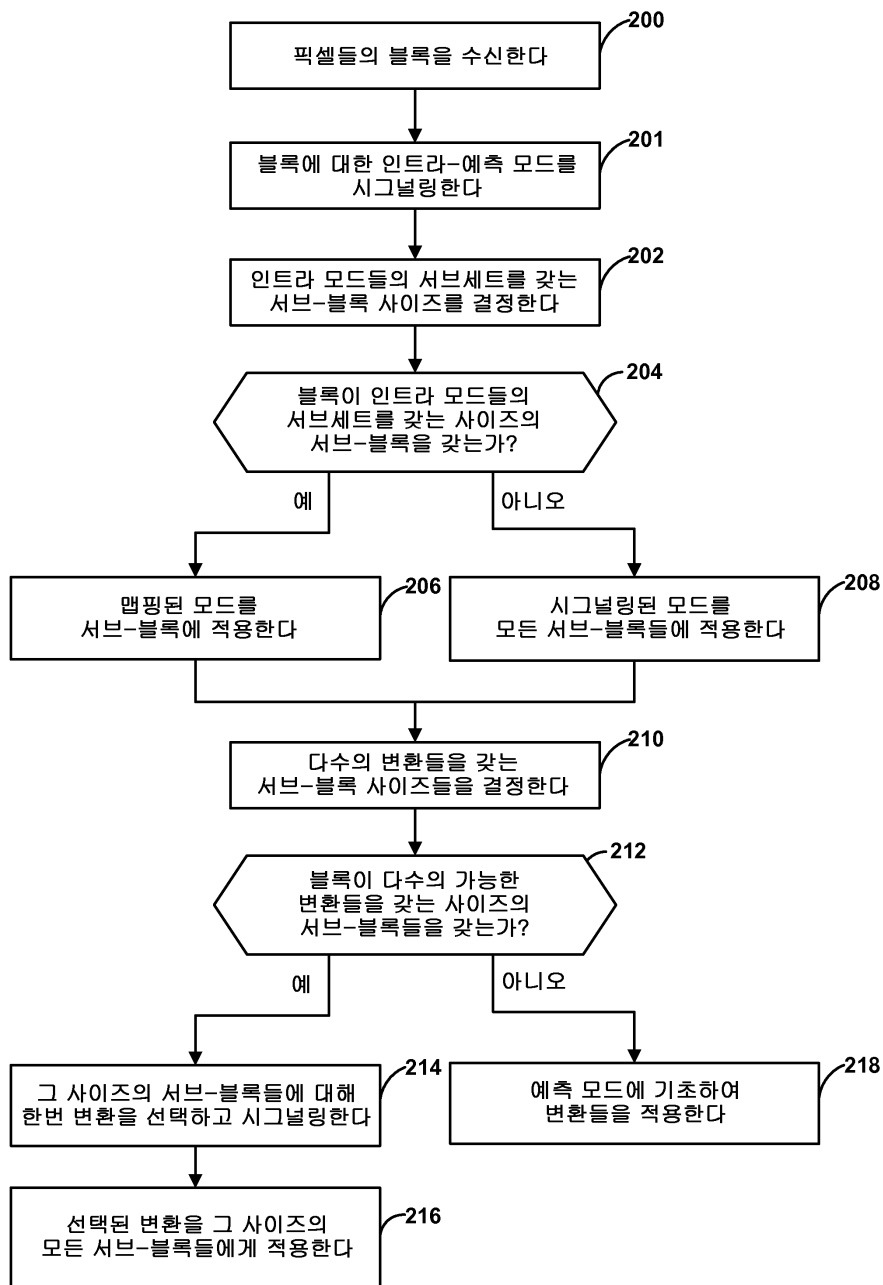 200
픽셀들의 블록을 수신한다
201
블록에 대한 인트라-예측 모드를
시그널링한다
202
인트라 모드들의 서브세트를 갖는
서브-블록 사이즈를 결정한다
204
블록이 인트라 모드들의
서브세트를 갖는 사이즈의
서브-블록을 갖는가?
예
아니오
맵핑된 모드를
서브-블록에 적용한다
206
시그널링된 모드를
모든 서브-블록들에 적용한다
208
210
다수의 변환들을 갖는
서브-블록 사이즈들을 결정한다
212
블록이 다수의 가능한
변환들을 갖는 사이즈의
서브-블록들을 갖는가?
예
아니오
그 사이즈의 서브-블록들에 대해
한번 변환을 선택하고 시그널링한다
214
예측 모드에 기초하여
변환들을 적용한다
218
선택된 변환을 그 사이즈의
모든 서브-블록들에게 적용한다
216